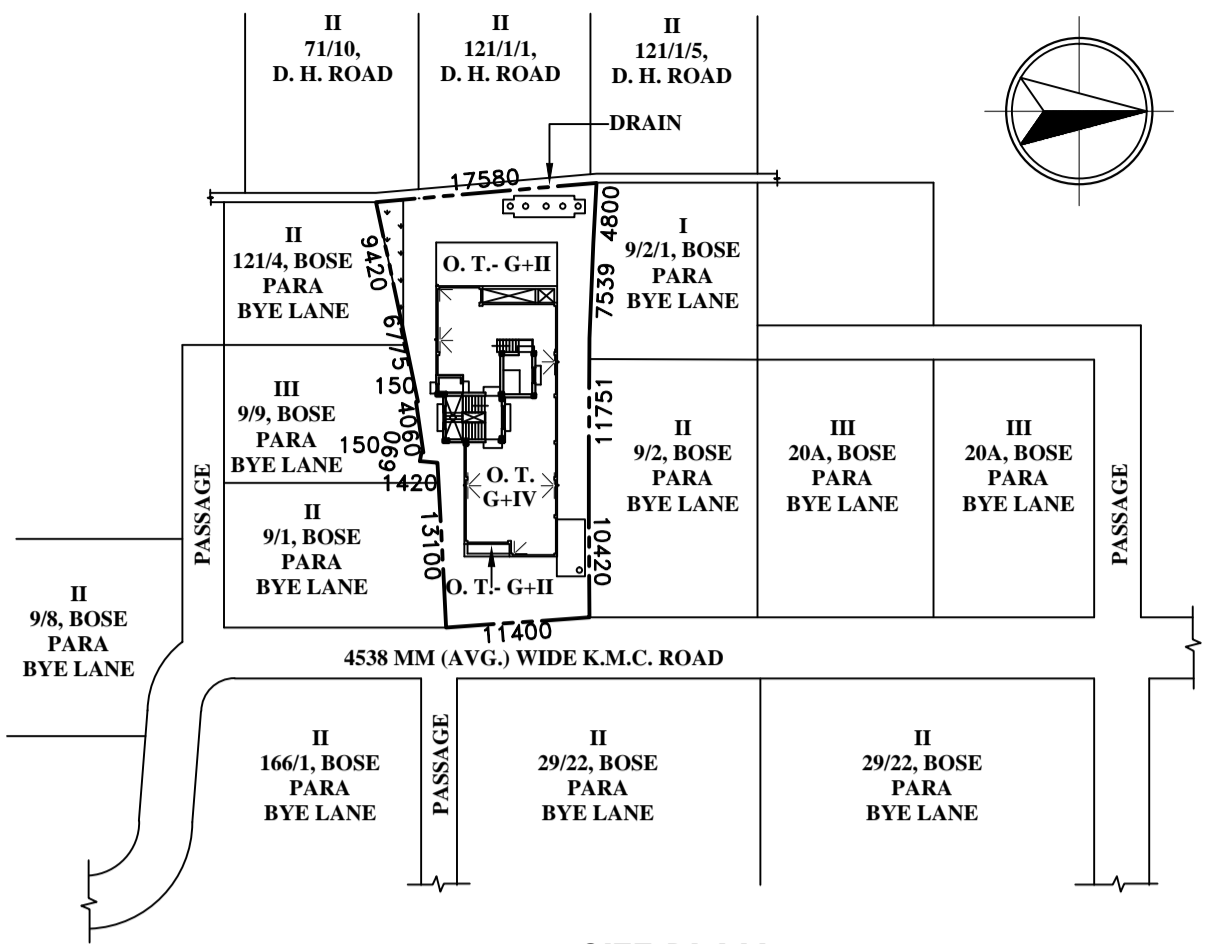 II
71/10,
D. H. ROAD
II
121/1/1,
D. H. ROAD
II
121/1/5,
D. H. ROAD
DRAIN
17580
4800
9420
7539
6775
150
4060
150
690
1420
13100
11751
10420
11400
II
121/4, BOSE
PARA
BYE LANE
O. T.- G+II
I
9/2/1, BOSE
PARA
BYE LANE
III
9/9, BOSE
PARA
BYE LANE
O. T.
G+IV
II
9/2, BOSE
PARA
BYE LANE
III
20A, BOSE
PARA
BYE LANE
III
20A, BOSE
PARA
BYE LANE
PASSAGE
PASSAGE
II
9/1, BOSE
PARA
BYE LANE
O. T.- G+II
II
9/8, BOSE
PARA
BYE LANE
4538 MM (AVG.) WIDE K.M.C. ROAD
II
166/1, BOSE
PARA
BYE LANE
PASSAGE
II
29/22, BOSE
PARA
BYE LANE
II
29/22, BOSE
PARA
BYE LANE